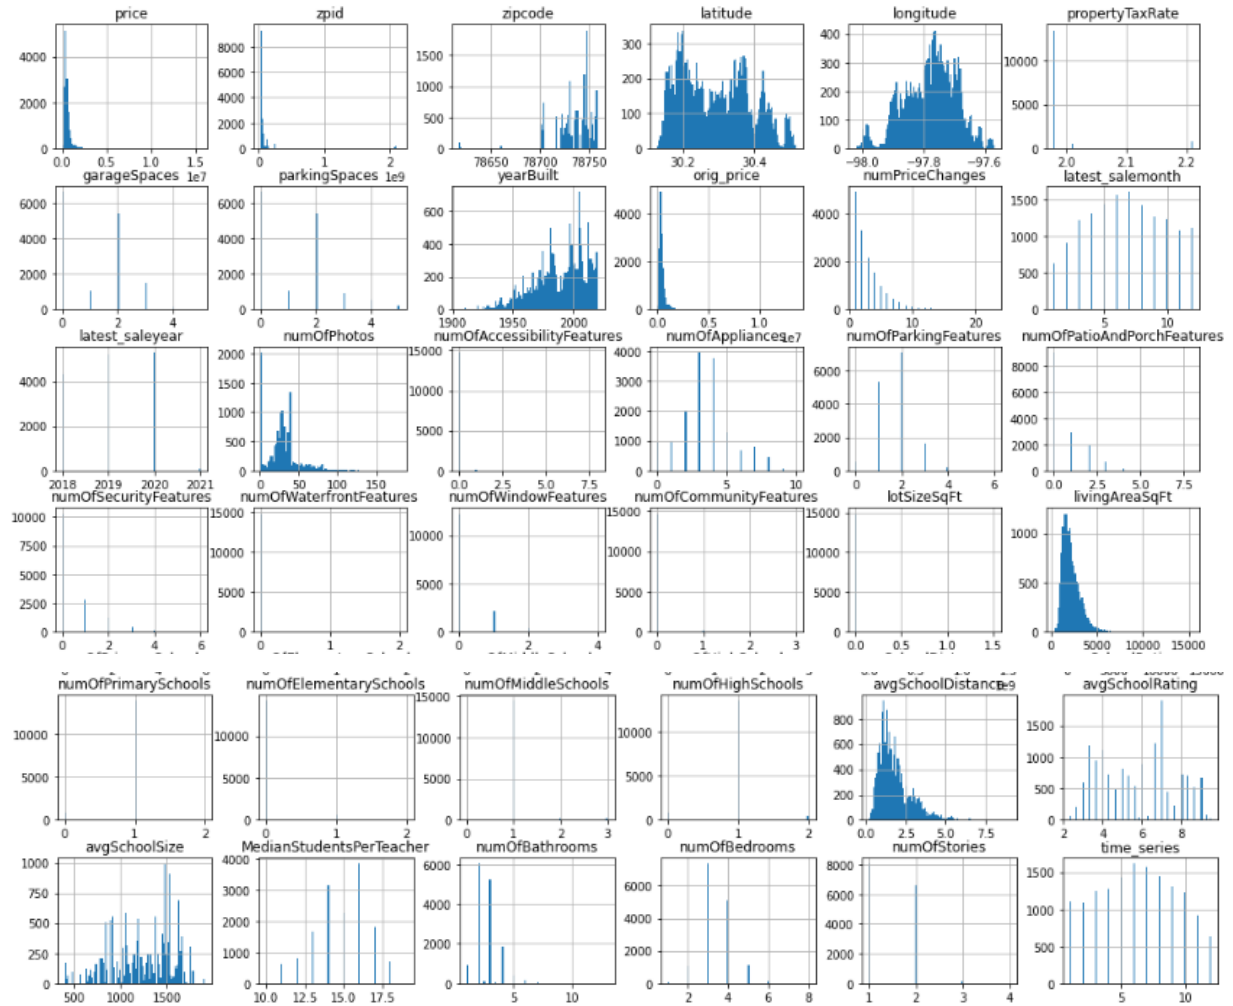 price zpid zipcode latitude longitude propertyTaxRate
4000 2000 0
8000 6000 4000 2000 0
1500 1000 500 0
300 200 100 0
400 300 200 100 0
10000 5000 0
0.0 0.5 1.0 1.5
0 1 2
78650 78700 78750
30.2 30.4
−98.0 −97.8 −97.6
2.0 2.1 2.2
garageSpaces 1e7 parkingSpaces 1e9 yearBuilt orig_price numPriceChanges latest_salemonth
6000 4000 2000 0
6000 4000 2000 0
600 400 200 0
4000 2000 0
5000 4000 3000 2000 1000 0
1500 1000 500 0
0 2 4
0 2 4
1900 1950 2000
0.0 0.5 1.0
0 10 20
5 10
latest_saleyear numOfPhotos numOfAccessibilityFeatures numOfAppliances 1e7 numOfParkingFeatures numOfPatioAndPorchFeatures
4000 2000 0
2000 1500 1000 500 0
15000 10000 5000 0
4000 3000 2000 1000 0
6000 4000 2000 0
8000 6000 4000 2000 0
2018 2019 2020 2021
0 50 100 150
0.0 2.5 5.0 7.5
0 5 10
0 2 4 6
0.0 2.5 5.0 7.5
numOfSecurityFeatures numOfWaterfrontFeatures numOfWindowFeatures numOfCommunityFeatures lotSizeSqFt livingAreaSqFt
10000 7500 5000 2500 0
15000 10000 5000 0
10000 5000 0
15000 10000 5000 0
15000 10000 5000 0
1000 500 0
0 2 4 6
0 1 2
0 2 4
0 1 2 3
0.0 0.5 1.0 1.5
0 5000 10000 15000
numOfPrimarySchools numOfElementarySchools numOfMiddleSchools numOfHighSchools avgSchoolDistance 1e9 avgSchoolRating
10000 5000 0
15000 10000 5000 0
10000 5000 0
10000 5000 0
800 600 400 200 0
1500 1000 500 0
0 1 2
0 1 2
0 1 2 3
0 1 2
0.0 2.5 5.0 7.5
2 4 6 8
avgSchoolSize MedianStudentsPerTeacher numOfBathrooms numOfBedrooms numOfStories time_series
1000 750 500 250 0
4000 3000 2000 1000 0
6000 4000 2000 0
6000 4000 2000 0
8000 6000 4000 2000 0
1500 1000 500 0
500 1000 1500
10.0 12.5 15.0 17.5
5 10
2 4 6 8
1 2 3 4
5 10